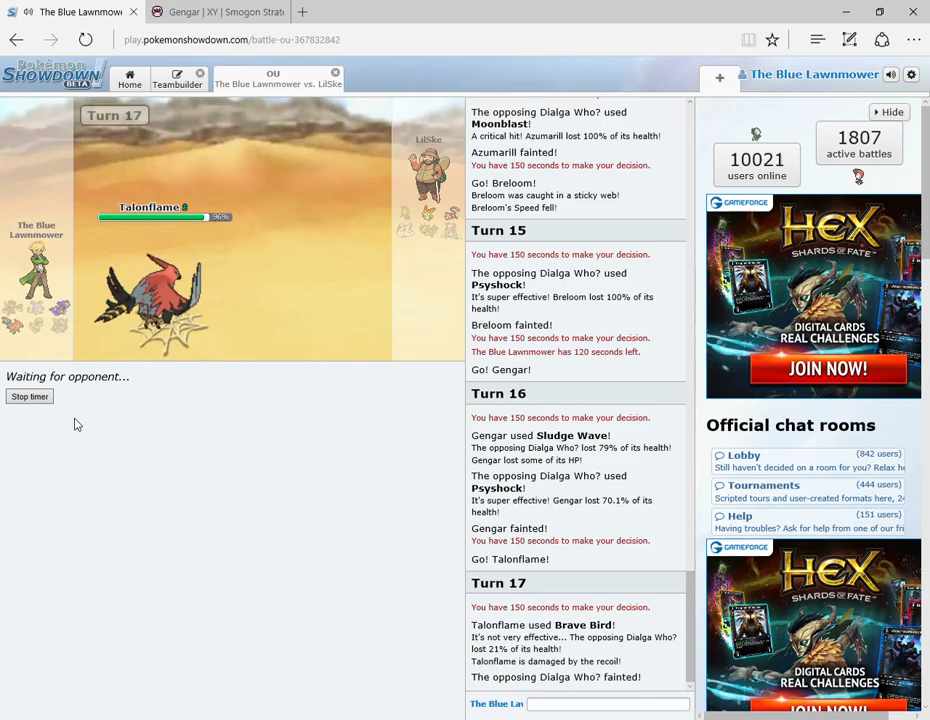 The Blue Lawnmowe
Gengar | XY | Smogon Strate
play.pokemonshowdown.com/battle-ou-367832842
Pokémon
SHOWDOWN
BETA
Home
Teambuilder
OU
The Blue Lawnmower vs. LilSke
The Blue Lawnmower
Turn 17
LilSke
Talonflame
96%
The Blue
Lawnmower
Waiting for opponent...
Stop timer
The opposing Dialga Who? used
Moonblast!
A critical hit! Azumarill lost 100% of its health!
Azumarill fainted!
You have 150 seconds to make your decision.
Go! Breloom!
Breloom was caught in a sticky web!
Breloom's Speed fell!
Turn 15
You have 150 seconds to make your decision.
The opposing Dialga Who? used
Psyshock!
It's super effective! Breloom lost 100% of its
health!
Breloom fainted!
You have 150 seconds to make your decision.
The Blue Lawnmower has 120 seconds left.
Go! Gengar!
Turn 16
You have 150 seconds to make your decision.
Gengar used Sludge Wave!
The opposing Dialga Who? lost 79% of its health!
Gengar lost some of its HP!
The opposing Dialga Who? used
Psyshock!
It's super effective! Gengar lost 70.1% of its
health!
Gengar fainted!
You have 150 seconds to make your decision.
Go! Talonflame!
Turn 17
You have 150 seconds to make your decision.
Talonflame used Brave Bird!
It's not very effective... The opposing Dialga Who?
lost 21% of its health!
Talonflame is damaged by the recoil!
The opposing Dialga Who? fainted!
The Blue Lav
Hide
10021
users online
1807
active battles
GAMEFORGE
HEX
SHARDS OF FATE
DIGITAL CARDS
REAL CHALLENGES
JOIN NOW!
Official chat rooms
Lobby
(842 users)
Still haven't decided on a room for you? Relax he
Tournaments
(444 users)
Scripted tours and user-created formats here, 24
Help
(151 users)
Having troubles? Ask for help from one of our fri
GAMEFORGE
HEX
SHARDS OF FATE
DIGITAL CARDS
REAL CHALLENGES